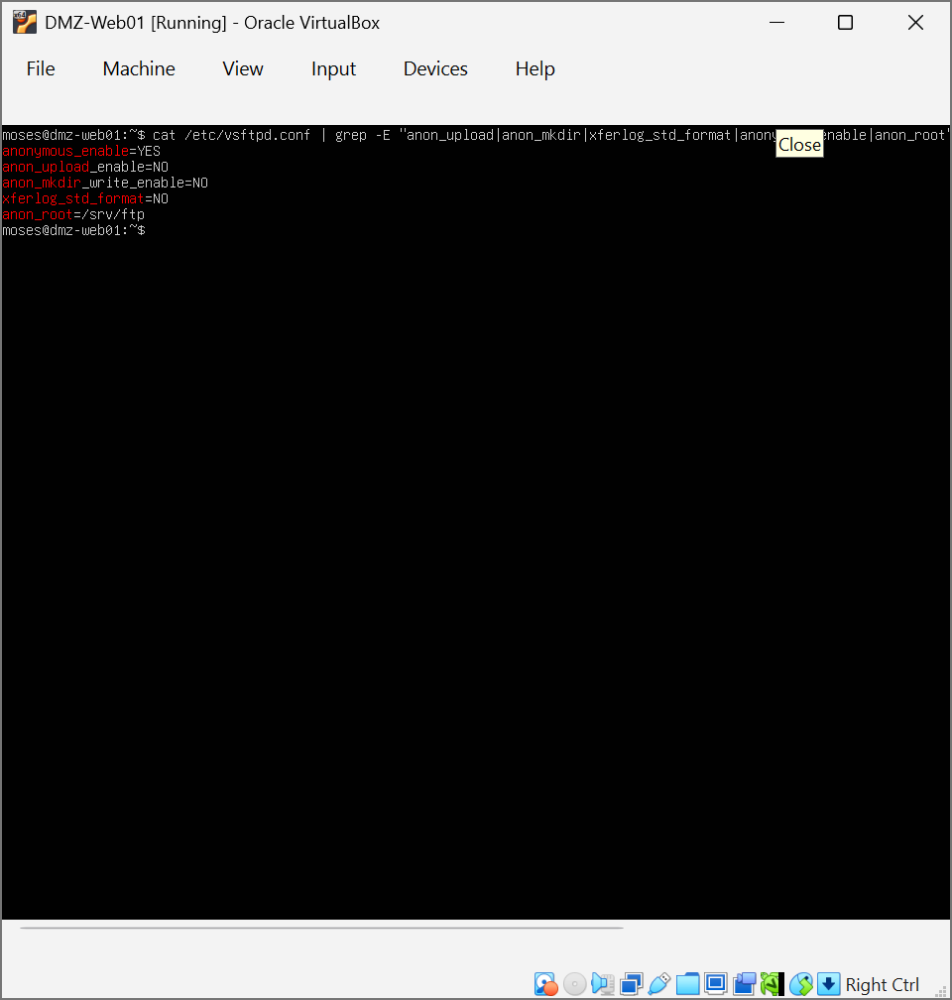 DMZ-Web01 [Running] - Oracle VirtualBox
File Machine View Input Devices Help
moses@dmz-web01:~$ cat /etc/vsftpd.conf | grep -E "anon_upload|anon_mkdir|xferlog_std_format|anony enable|anon_root"
Close
anonymous_enable=YES
anon_upload_enable=NO
anon_mkdir_write_enable=NO
xferlog_std_format=NO
anon_root=/srv/ftp
moses@dmz-web01:~$
Right Ctrl